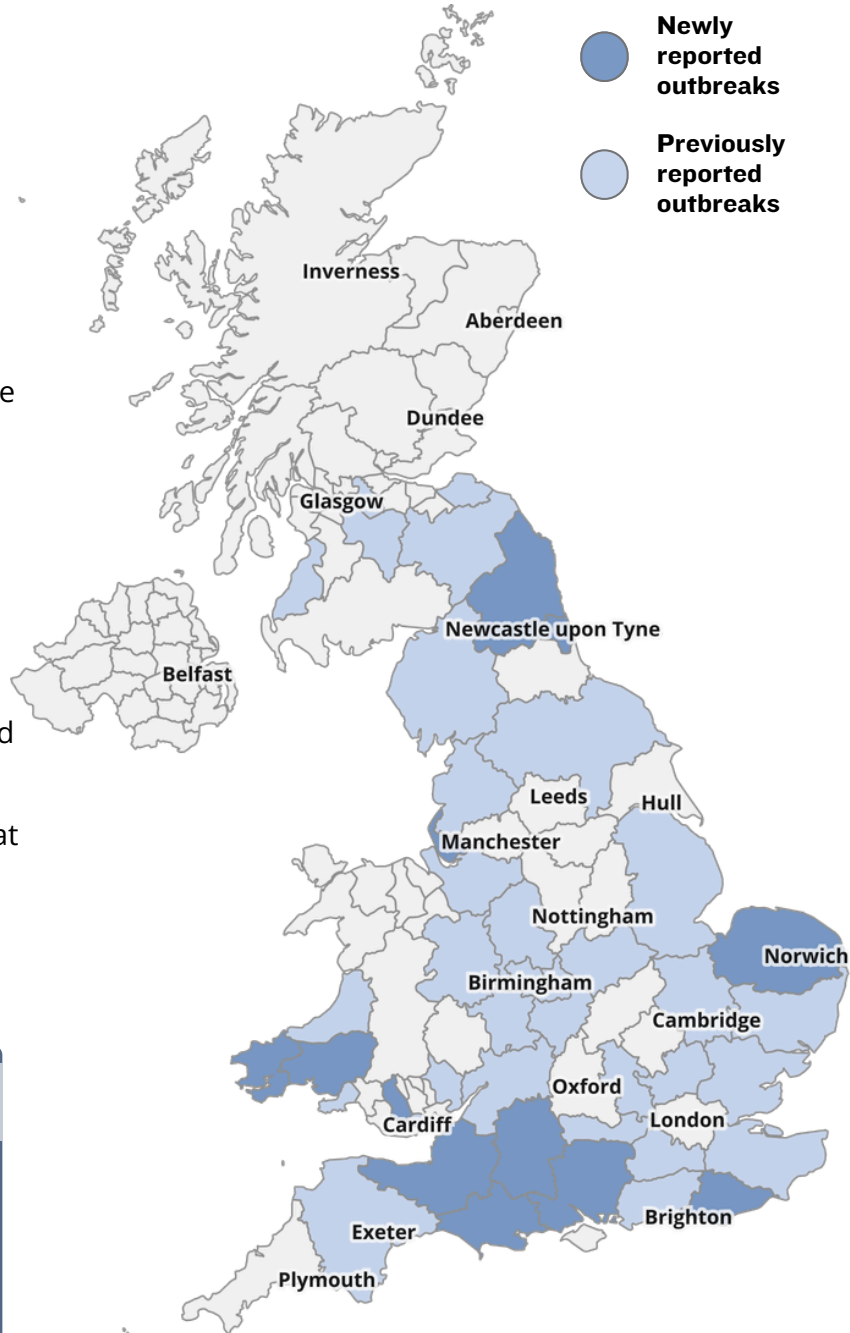 Newly
reported
outbreaks
Previously
reported
outbreaks
Inverness
Aberdeen
e
Dundee
Glasgow
Newcastle upon Tyne
Belfast
d
Leeds
Hull
at
Manchester
Nottingham
Norwich
Birmingham
Cambridge
Oxford
London
Cardiff
Brighton
Exeter
Plymouth